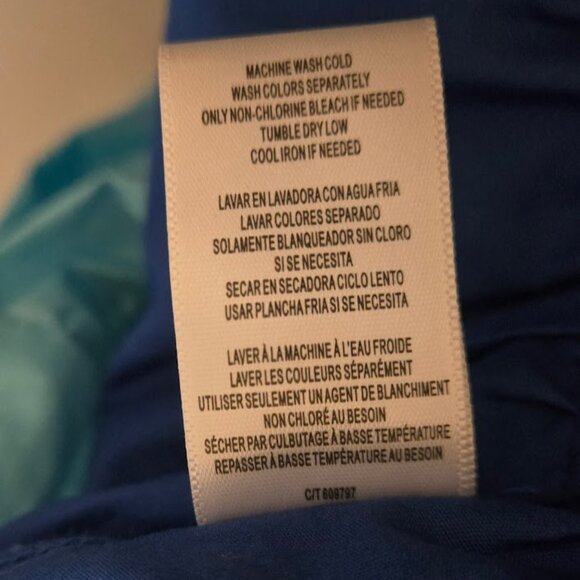 MACHINE WASH COLD
WASH COLORS SEPARATELY
ONLY NON-CHLORINE BLEACH IF NEEDED
TUMBLE DRY LOW
COOL IRON IF NEEDED
LAVAR EN LAVADORA CON AGUA FRIA
LAVAR COLORES SEPARADO
SOLAMENTE BLANQUEADOR SIN CLORO
SI SE NECESITA
SECAR EN SECADORA CICLO LENTO
USAR PLANCHA FRIA SI SE NECESITA
LAVER À LA MACHINE À L'EAU FROIDE
LAVER LES COULEURS SÉPARÉMENT
UTILISER SEULEMENT UN AGENT DE BLANCHIMENT
NON CHLORÉ AU BESOIN
SÉCHER PAR CULBUTAGE À BASSE TEMPÉRATURE
REPASSER À BASSE TEMPÉRATURE AU BESOIN
C/T 609797